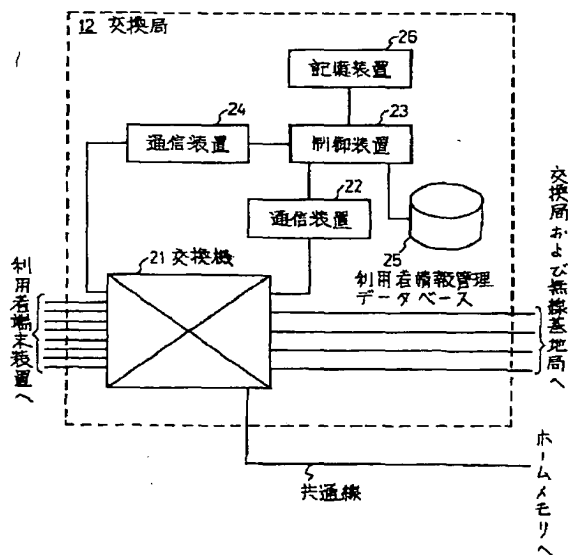 12 交換局
26
記憶装置
24
23
通信装置
制御装置
22
通信装置
25
21 交換機
利用者情報管理
データベース
利用者端末装置へ
交換局および無線基地局へ
共通線
ホームメモリへ